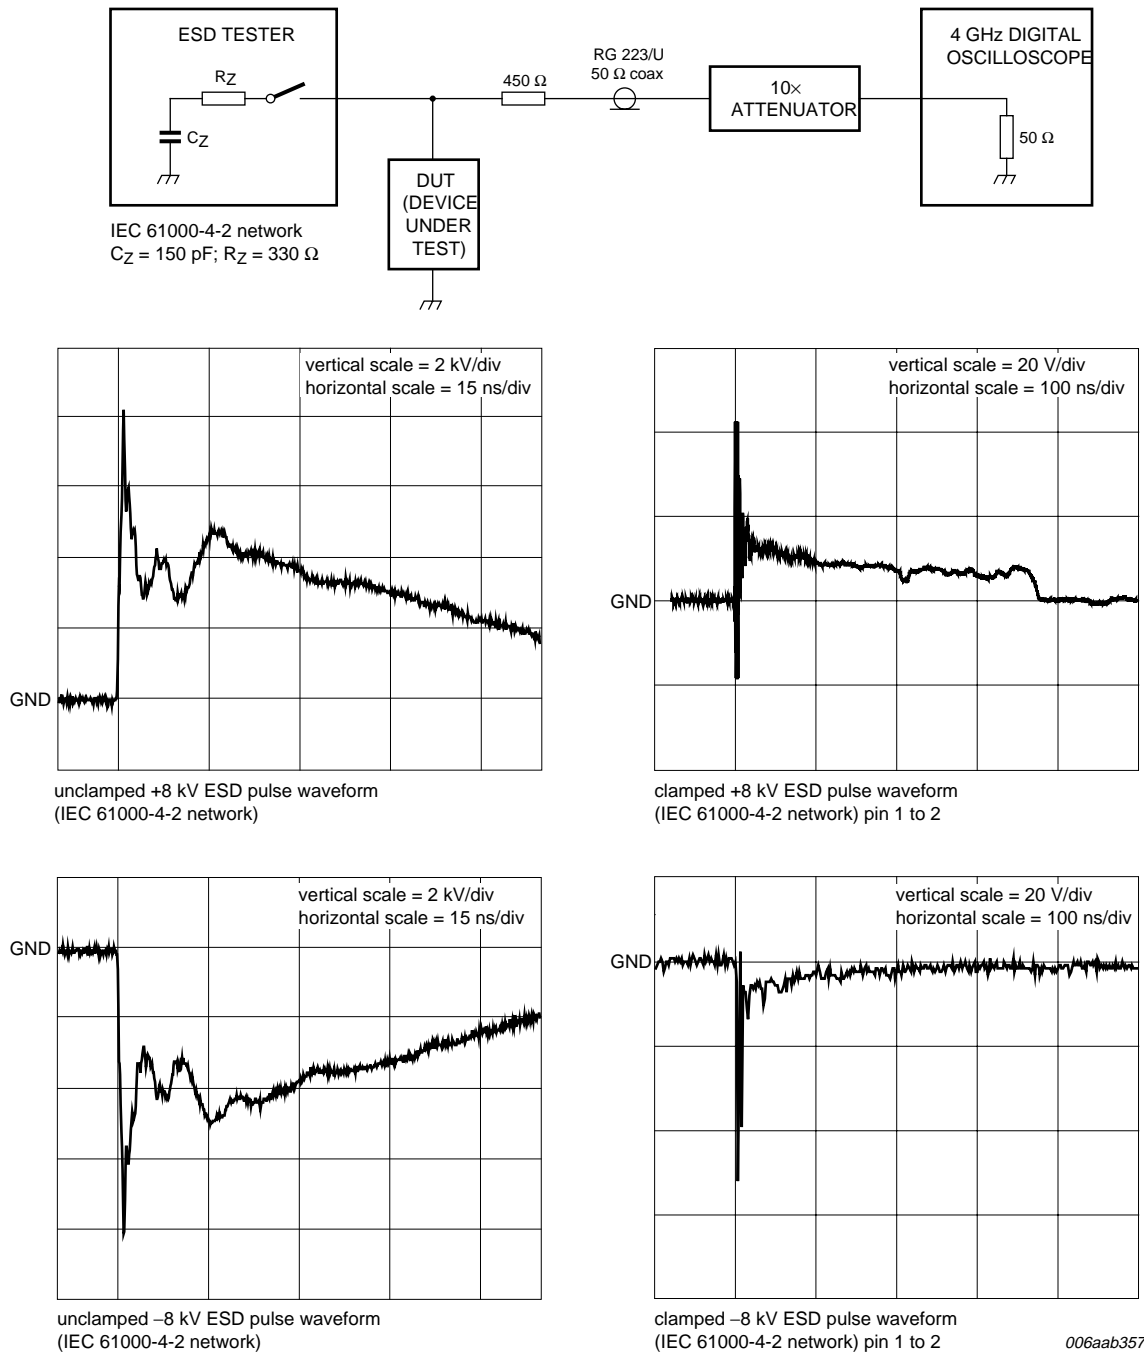 ESD TESTER
RZ
CZ
IEC 61000-4-2 network
CZ = 150 pF; RZ = 330 Ω
DUT
(DEVICE
UNDER
TEST)
450 Ω
RG 223/U
50 Ω coax
10×
ATTENUATOR
4 GHz DIGITAL
OSCILLOSCOPE
50 Ω
vertical scale = 2 kV/div
horizontal scale = 15 ns/div
GND
unclamped +8 kV ESD pulse waveform
(IEC 61000-4-2 network)
vertical scale = 20 V/div
horizontal scale = 100 ns/div
GND
clamped +8 kV ESD pulse waveform
(IEC 61000-4-2 network) pin 1 to 2
vertical scale = 2 kV/div
horizontal scale = 15 ns/div
GND
unclamped −8 kV ESD pulse waveform
(IEC 61000-4-2 network)
vertical scale = 20 V/div
horizontal scale = 100 ns/div
GND
clamped −8 kV ESD pulse waveform
(IEC 61000-4-2 network) pin 1 to 2
006aab357